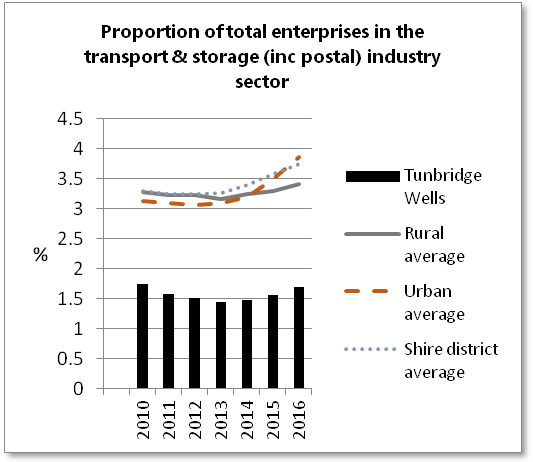 Proportion of total enterprises in the
transport & storage (inc postal) industry
sector
4.5
4
3.5
3
2.5
2
1.5
1
0.5
0
%
2010
2011
2012
2013
2014
2015
2016
Tunbridge
Wells
Rural
average
Urban
average
Shire district
average